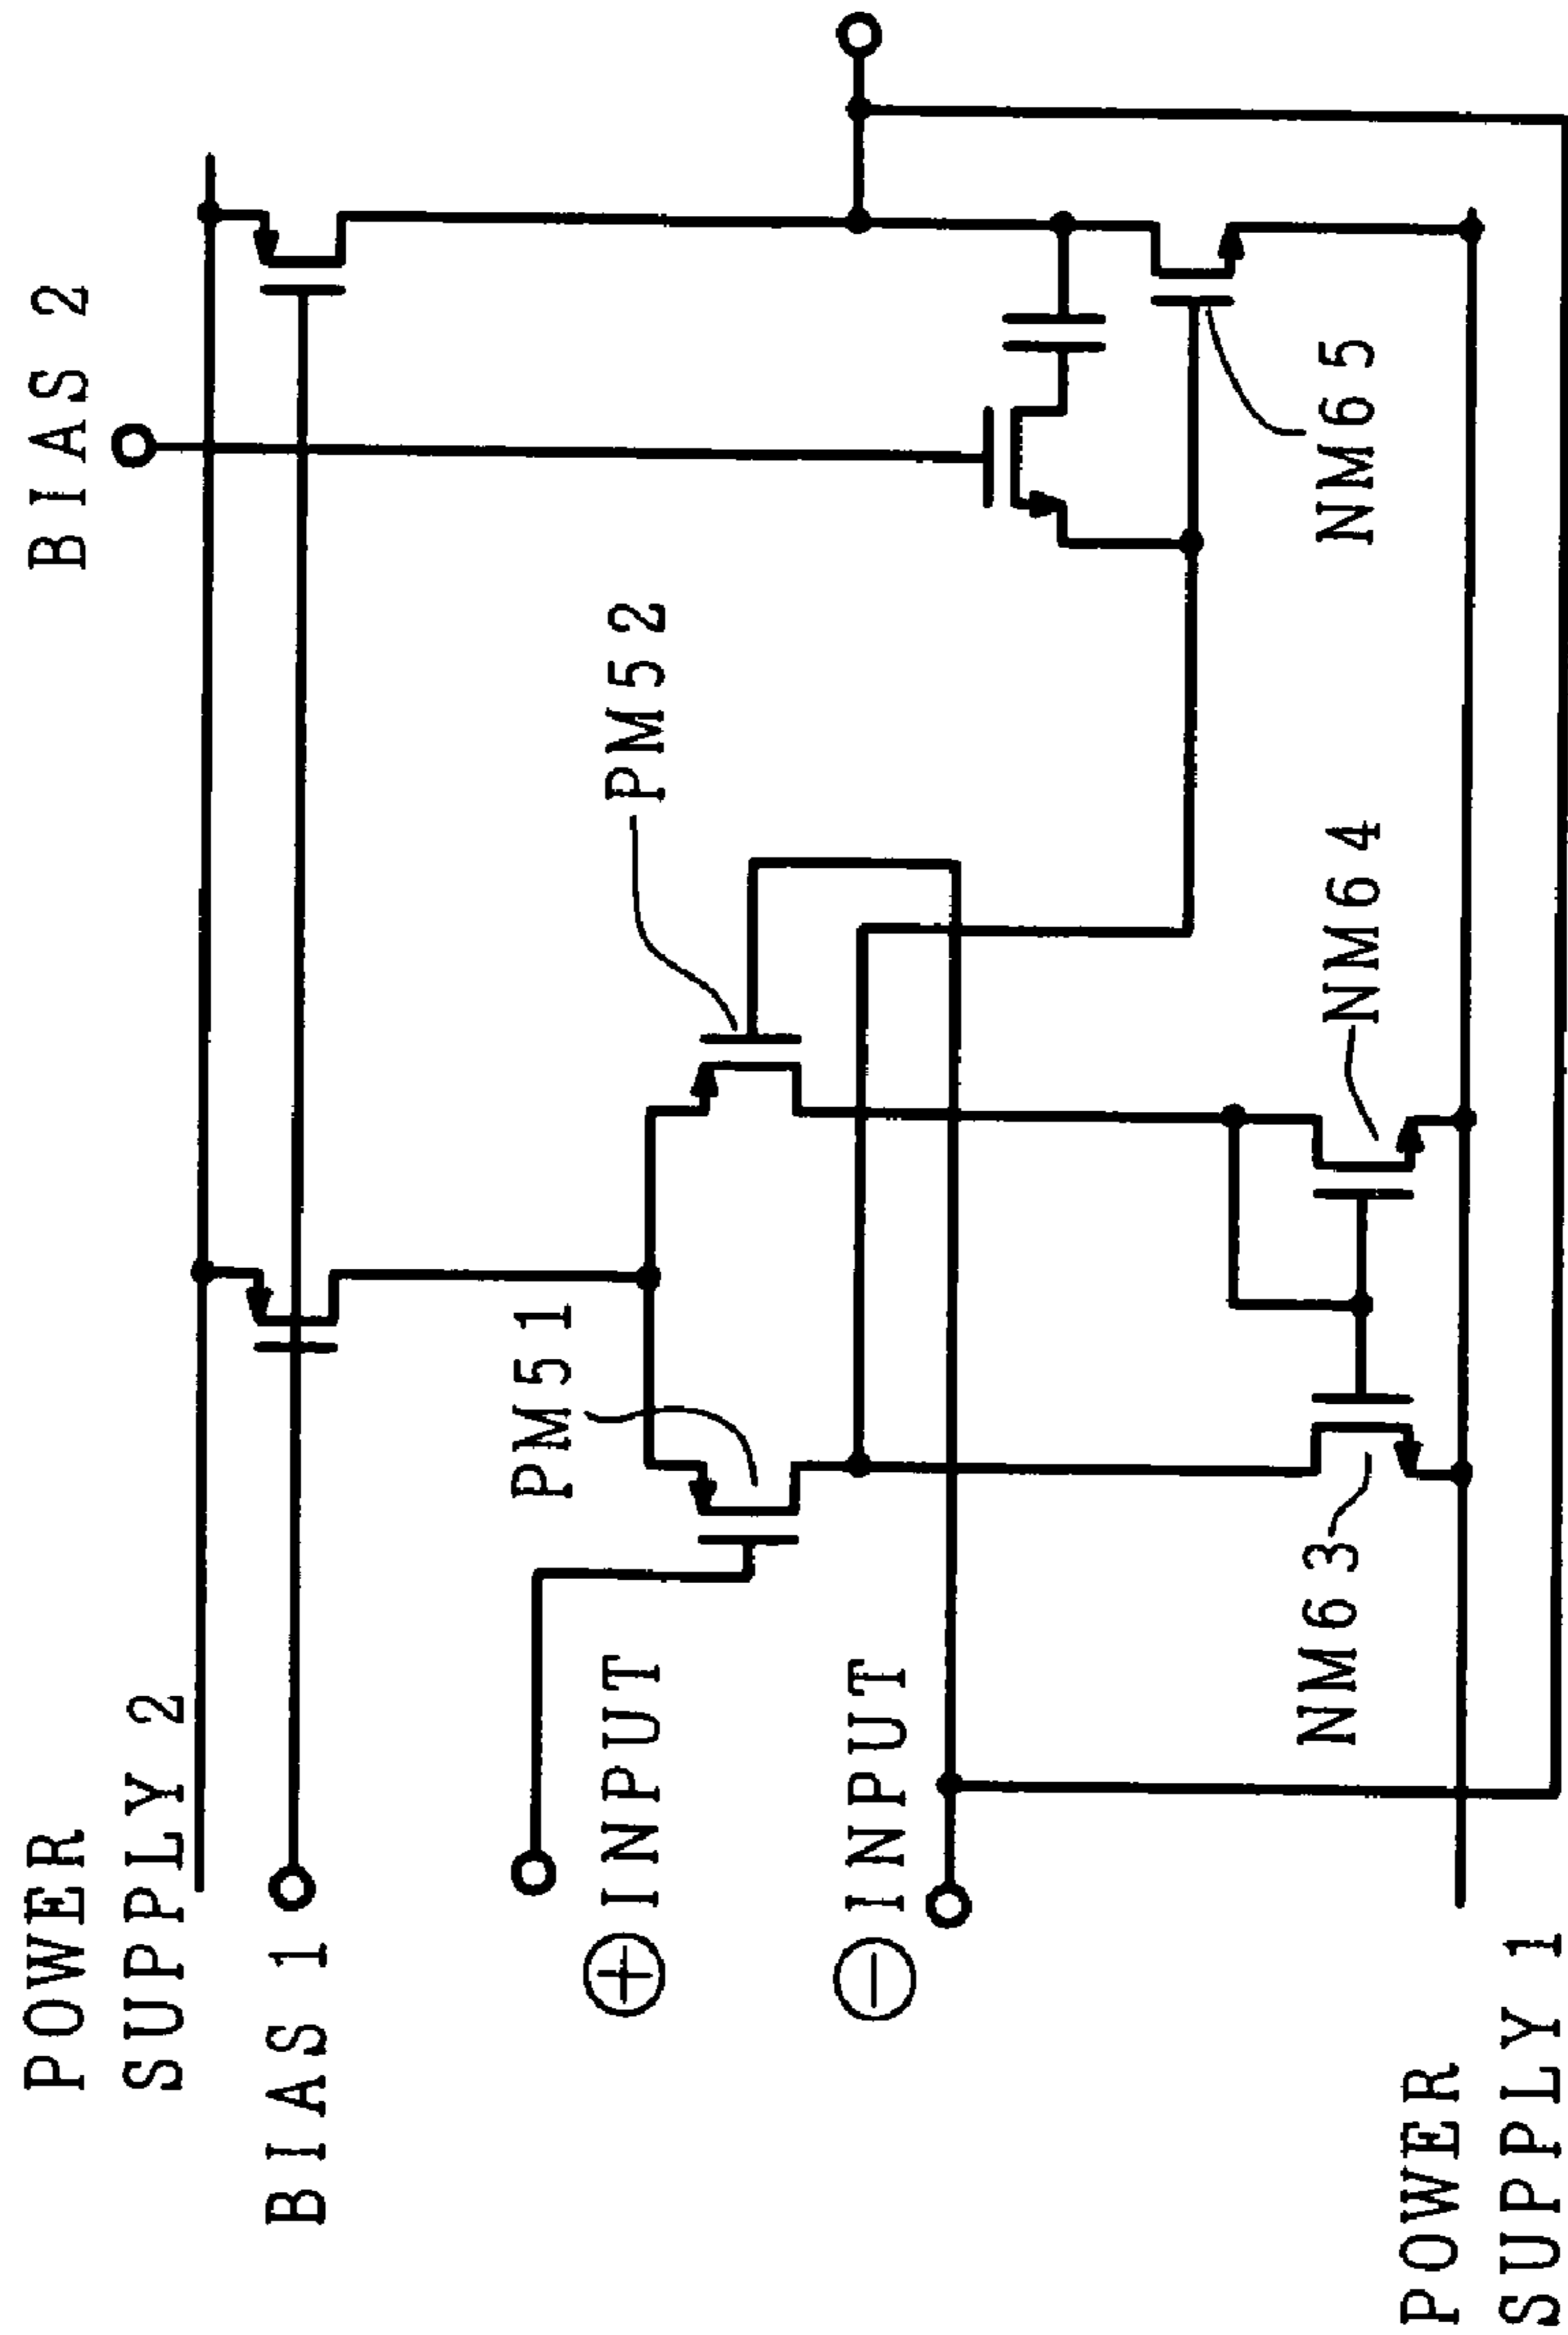 POWER
SUPPLY 2
BIAS 1
BIAS 2
PM51
PM52
⊕INPUT
⊖INPUT
NM63
NM64
NM65
POWER
SUPPLY 1